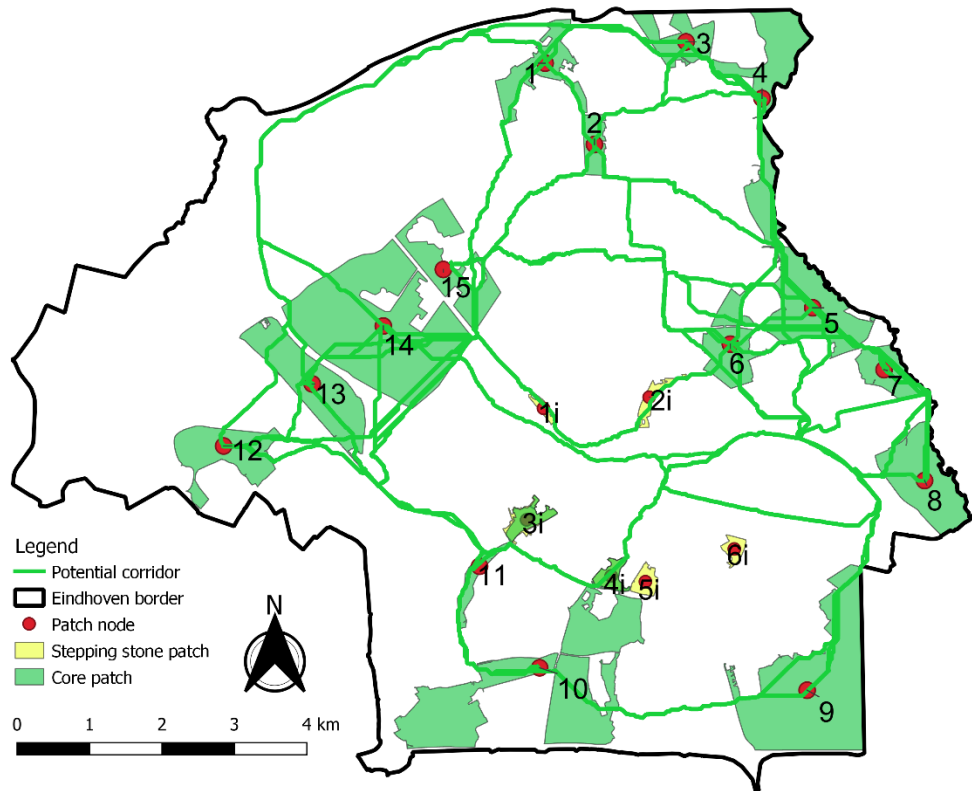 3
1
4
2
15
5
14
6
7
13
1i
2i
12
8
3i
6i
11
4i
5i
10
9
Legend
Potential corridor
Eindhoven border
Patch node
Stepping stone patch
Core patch
N
0 1 2 3 4 km